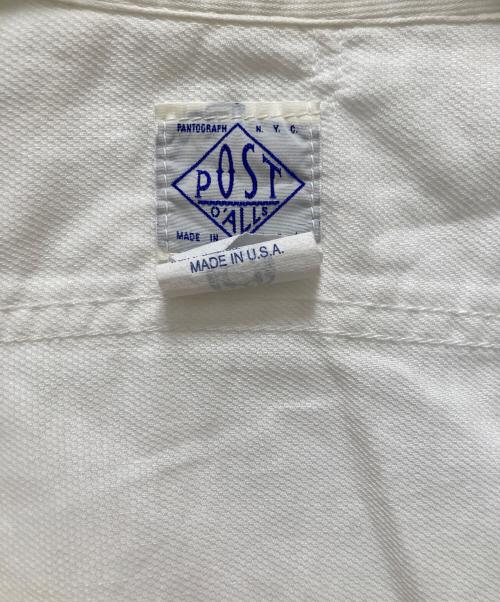 PANTOGRAPH N. Y. C.
POST
O'ALLS
MADE IN
MADE IN U.S.A.